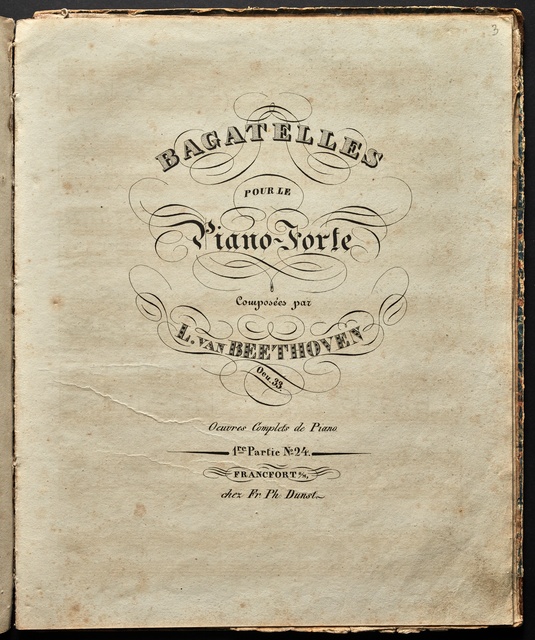 3
BAGATELLES
POUR LE
Piano-Forte
Composées par
L. VAN BEETHOVEN
Oeu. 33.
Oeuvres Complets de Piano
1re Partie No. 24.
FRANCFORT s/m,
chez Fr. Ph. Dunst.